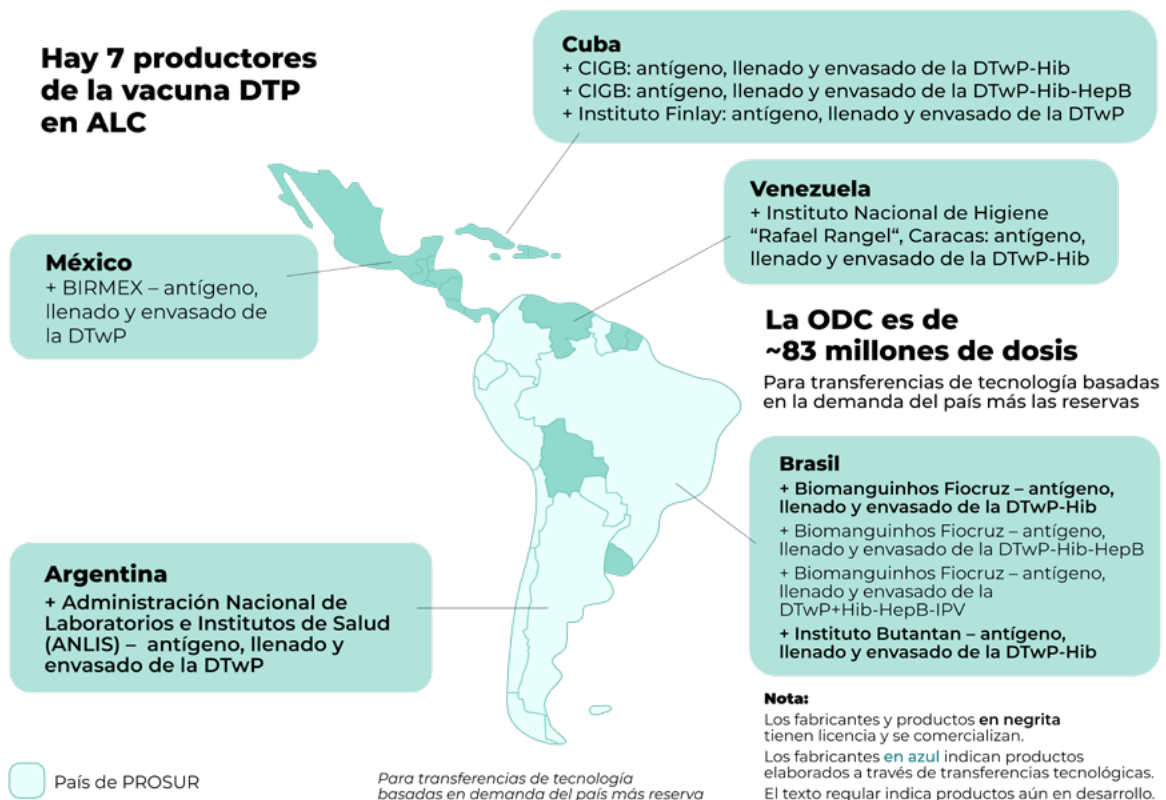 Hay 7 productores
de la vacuna DTP
en ALC
Cuba
+ CIGB: antígeno, llenado y envasado de la DTwP-Hib
+ CIGB: antígeno, llenado y envasado de la DTwP-Hib-HepB
+ Instituto Finlay: antígeno, llenado y envasado de la DTwP
Venezuela
+ Instituto Nacional de Higiene
“Rafael Rangel“, Caracas: antígeno,
llenado y envasado de la DTwP-Hib
México
+ BIRMEX – antígeno,
llenado y envasado de
la DTwP
La ODC es de
~83 millones de dosis
Para transferencias de tecnología basadas
en la demanda del país más las reservas
Brasil
+ Biomanguinhos Fiocruz – antígeno,
llenado y envasado de la DTwP-Hib
+ Biomanguinhos Fiocruz – antígeno,
llenado y envasado de la DTwP-Hib-HepB
+ Biomanguinhos Fiocruz – antígeno,
llenado y envasado de la
DTwP+Hib-HepB-IPV
+ Instituto Butantan – antígeno,
llenado y envasado de la DTwP-Hib
Argentina
+ Administración Nacional de
Laboratorios e Institutos de Salud
(ANLIS) – antígeno, llenado y
envasado de la DTwP
Nota:
Los fabricantes y productos en negrita
tienen licencia y se comercializan.
Los fabricantes en azul indican productos
elaborados a través de transferencias tecnológicas.
El texto regular indica productos aún en desarrollo.
País de PROSUR
Para transferencias de tecnología
basadas en demanda del país más reserva